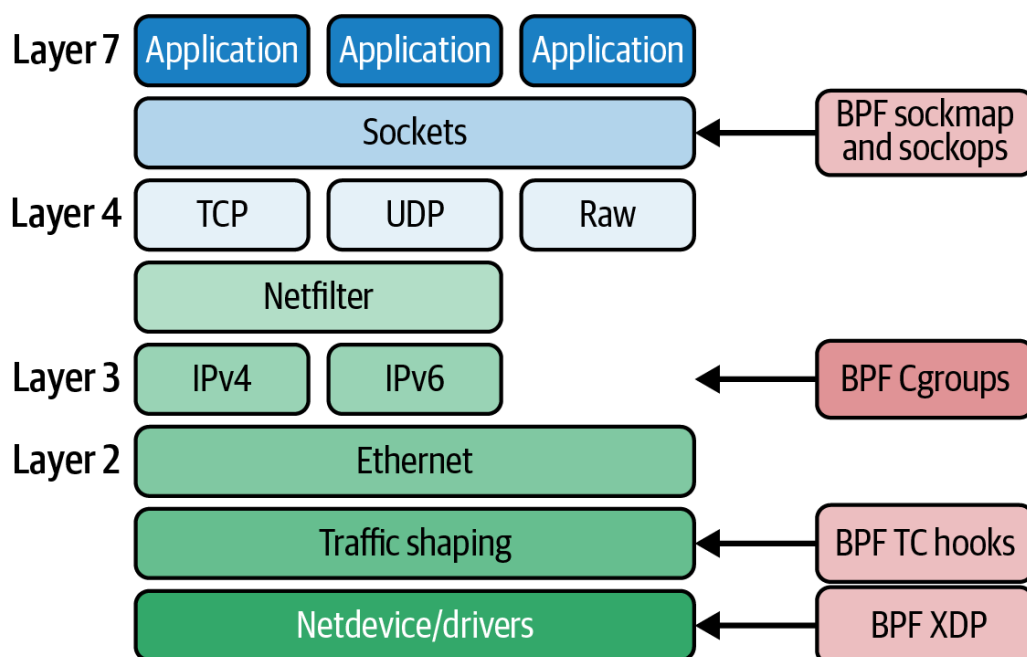 Layer 7
Application
Application
Application
Sockets
BPF sockmap
and sockops
Layer 4
TCP
UDP
Raw
Netfilter
Layer 3
IPv4
IPv6
BPF Cgroups
Layer 2
Ethernet
Traffic shaping
BPF TC hooks
Netdevice/drivers
BPF XDP